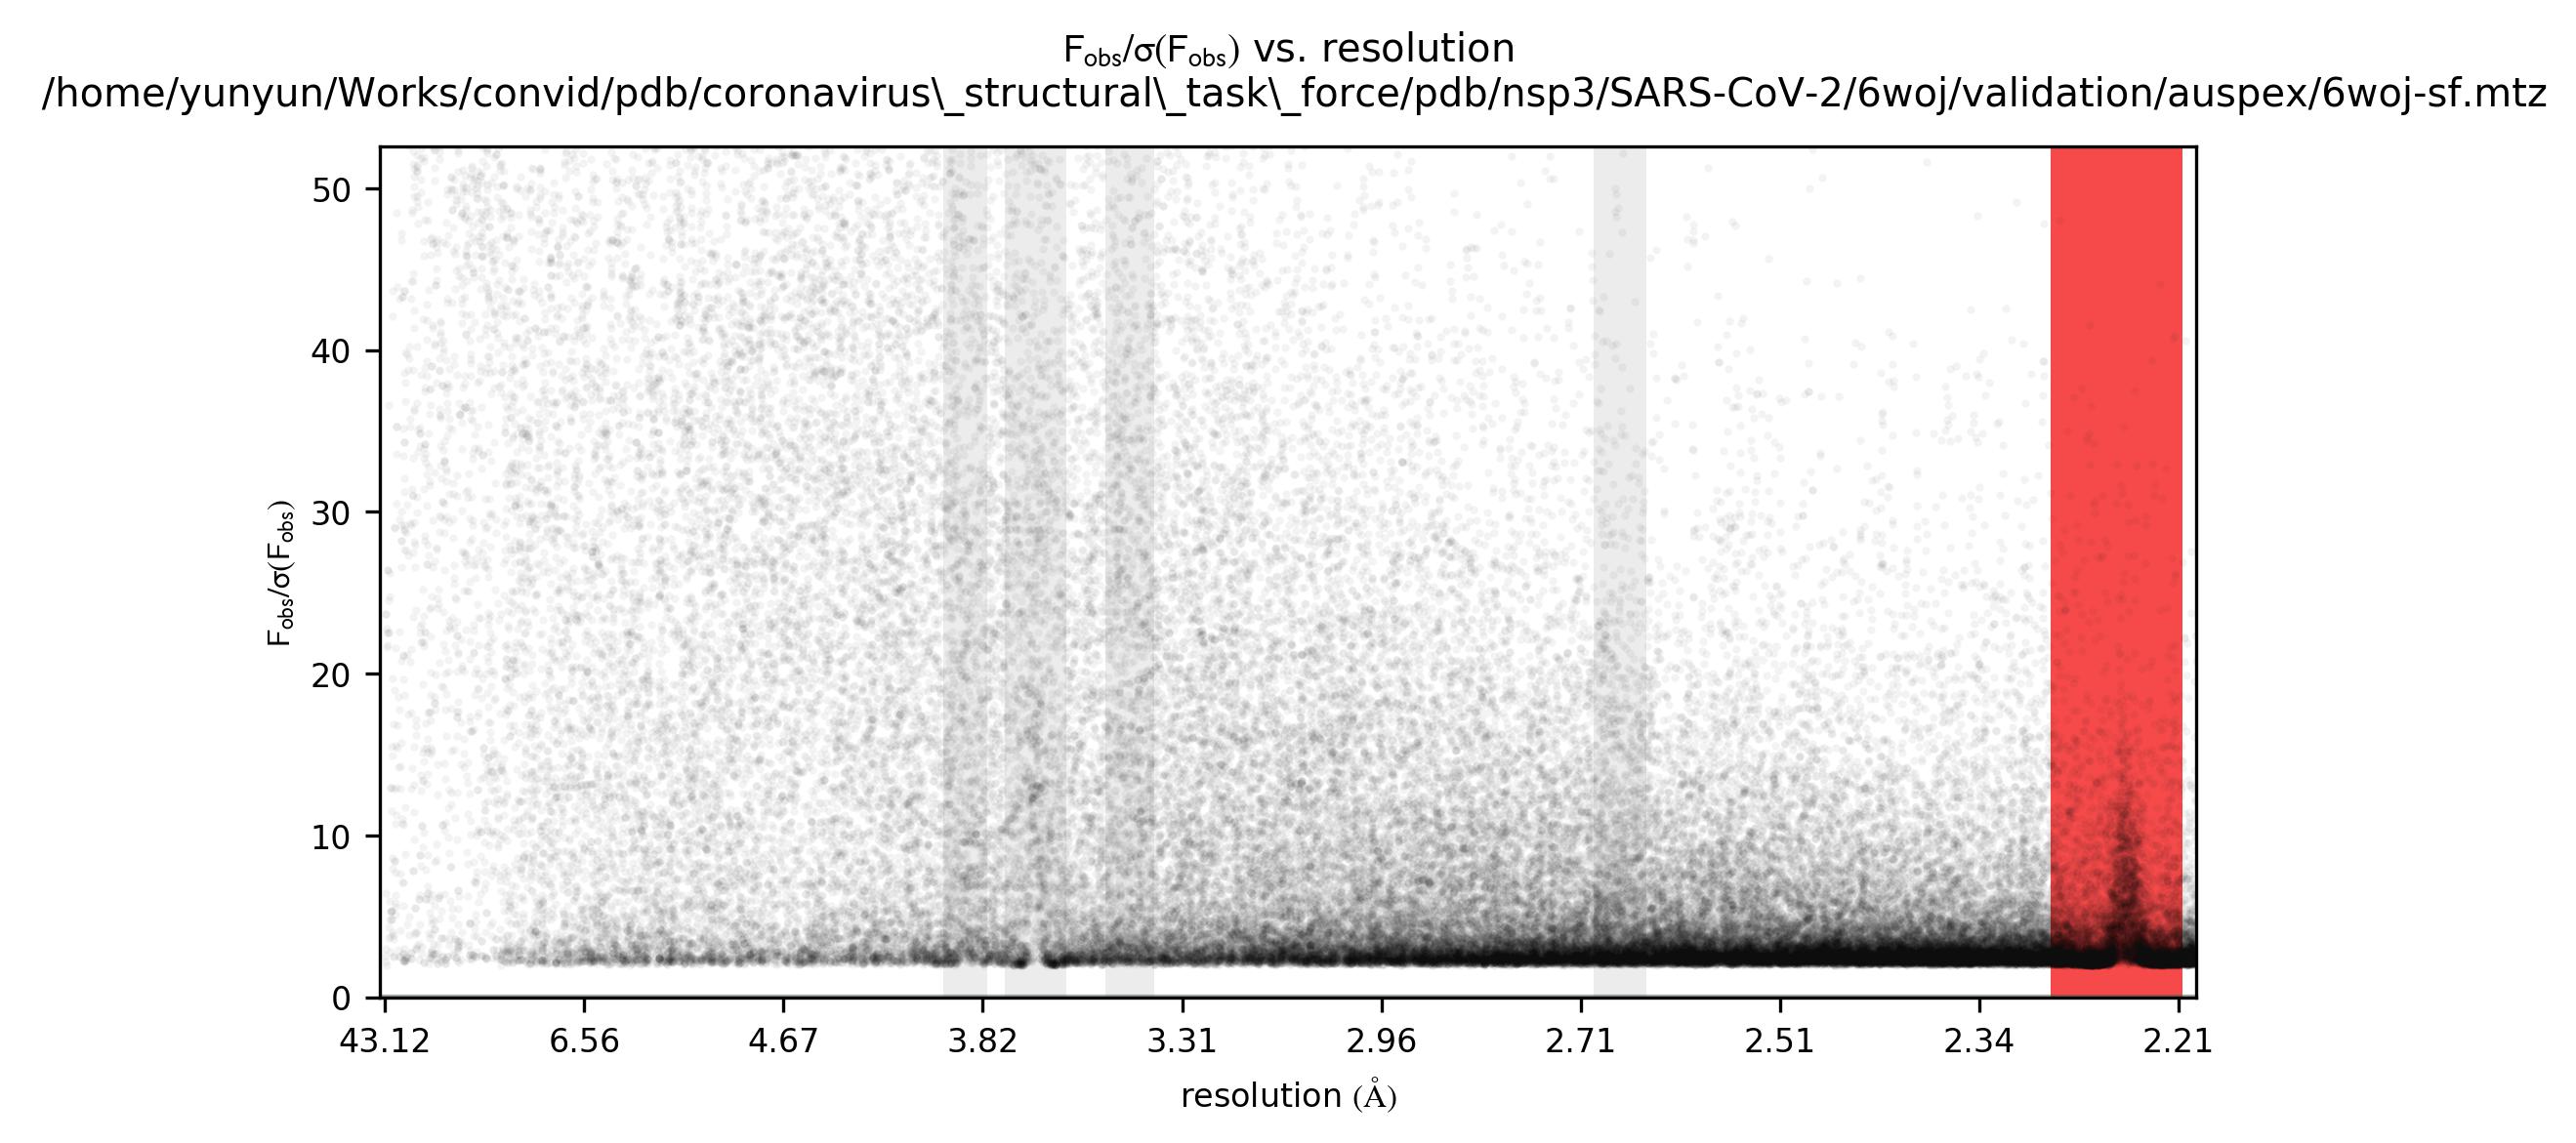 Fobs/σ(Fobs) vs. resolution
/home/yunyun/Works/convid/pdb/coronavirus\_structural\_task\_force/pdb/nsp3/SARS-CoV-2/6woj/validation/auspex/6woj-sf.mtz
Fobs/σ(Fobs)
50
40
30
20
10
0
43.12 6.56 4.67 3.82 3.31 2.96 2.71 2.51 2.34 2.21
resolution (Å)